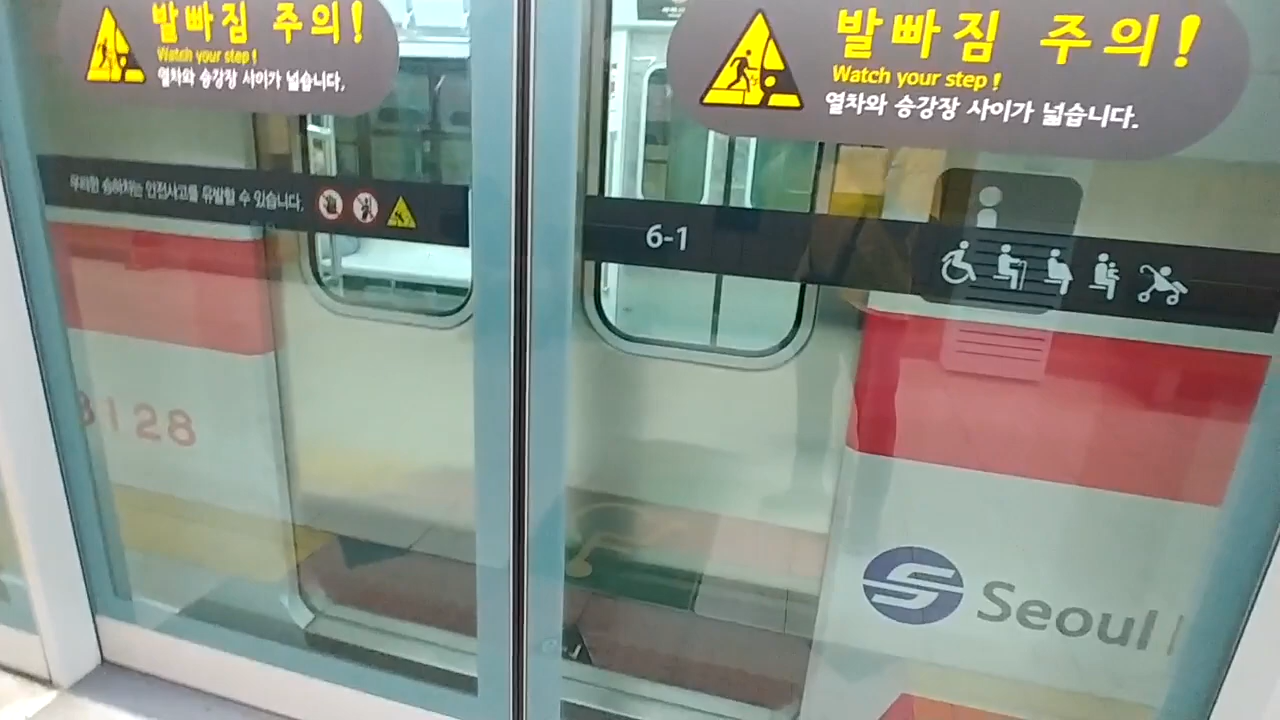 발빠짐 주의!
Watch your step!
열차와 승강장 사이가 넓습니다.
발빠짐 주의!
Watch your step!
열차와 승강장 사이가 넓습니다.
무리한 승하차는 안전사고를 유발할 수 있습니다.
6-1
3128
Seoul